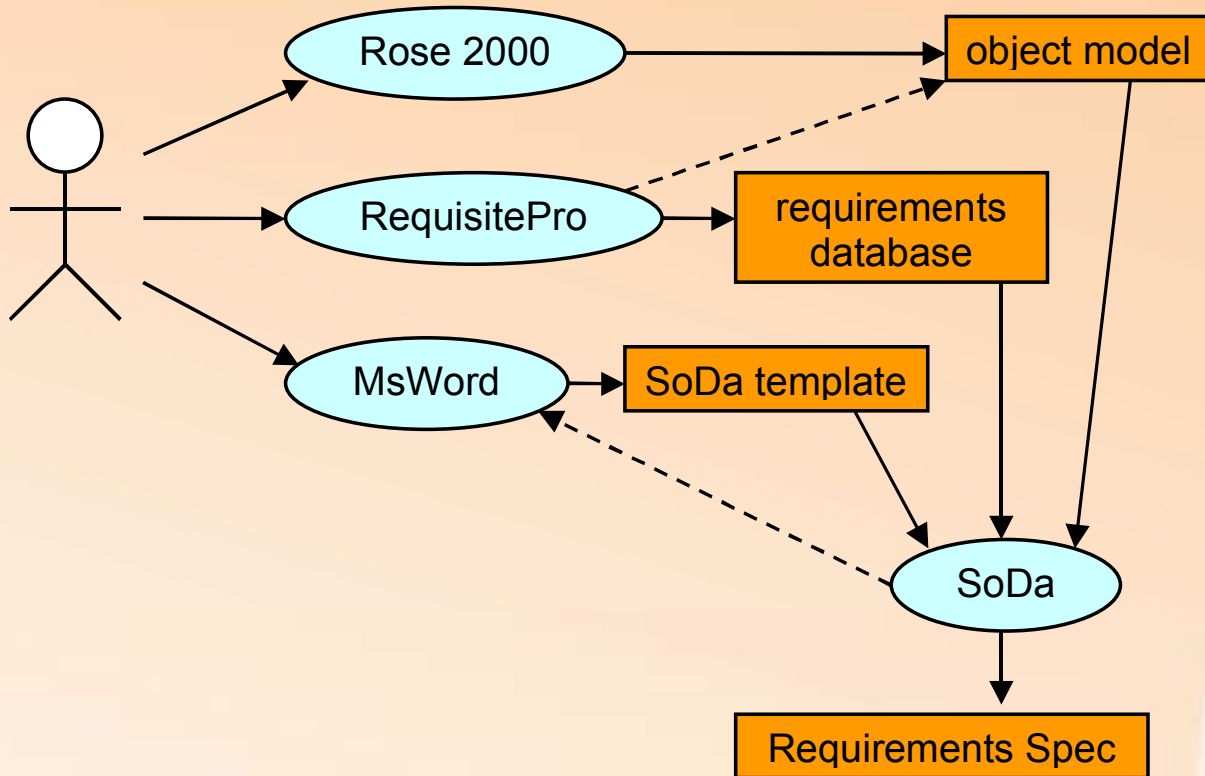 Rose 2000
object model
RequisitePro
requirements
database
MsWord
SoDa template
SoDa
Requirements Spec